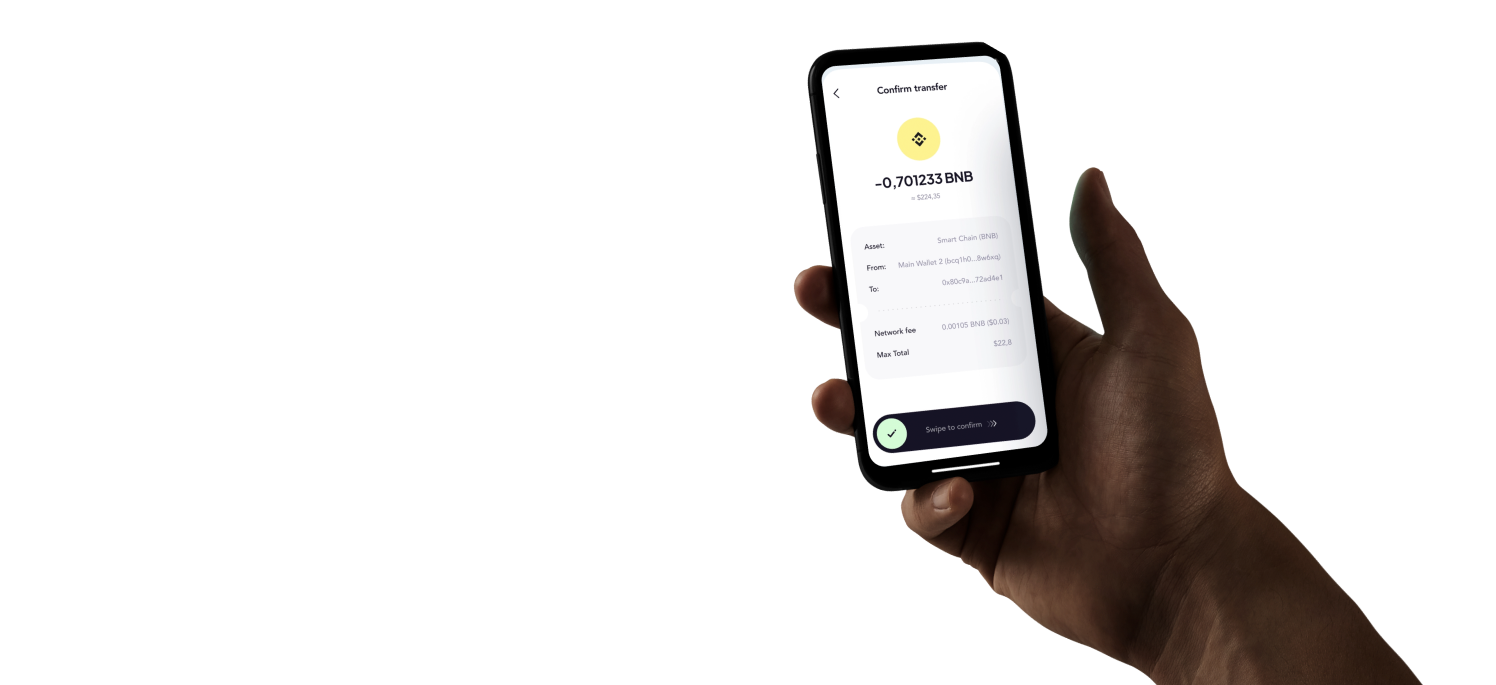 Confirm transfer
-0,701233 BNB
≈ $224,35
Asset: Smart Chain (BNB)
From: Main Wallet 2 (bcq1h0...8w6xq)
To: 0x80c9a...72ad4e1
Network fee 0.00105 BNB ($0.03)
Max Total $22,8
Swipe to confirm